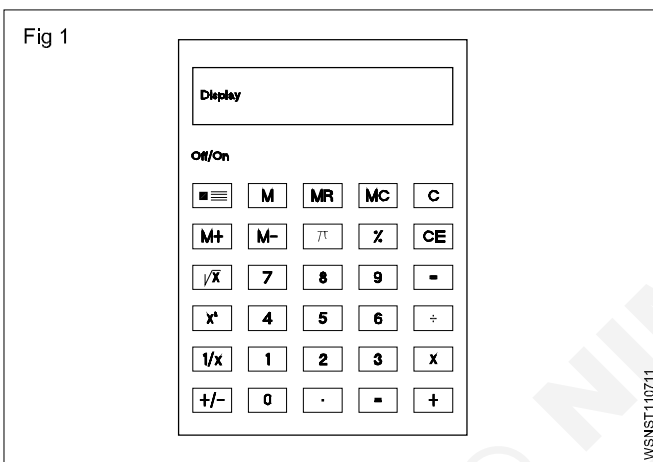 Fig 1
Display
Off/On
M MR MC C
M+ M- π % CE
√x 7 8 9 -
4 5 6 ÷
1/x 1 2 3 x
+/- 0 . = +
WSNST110711